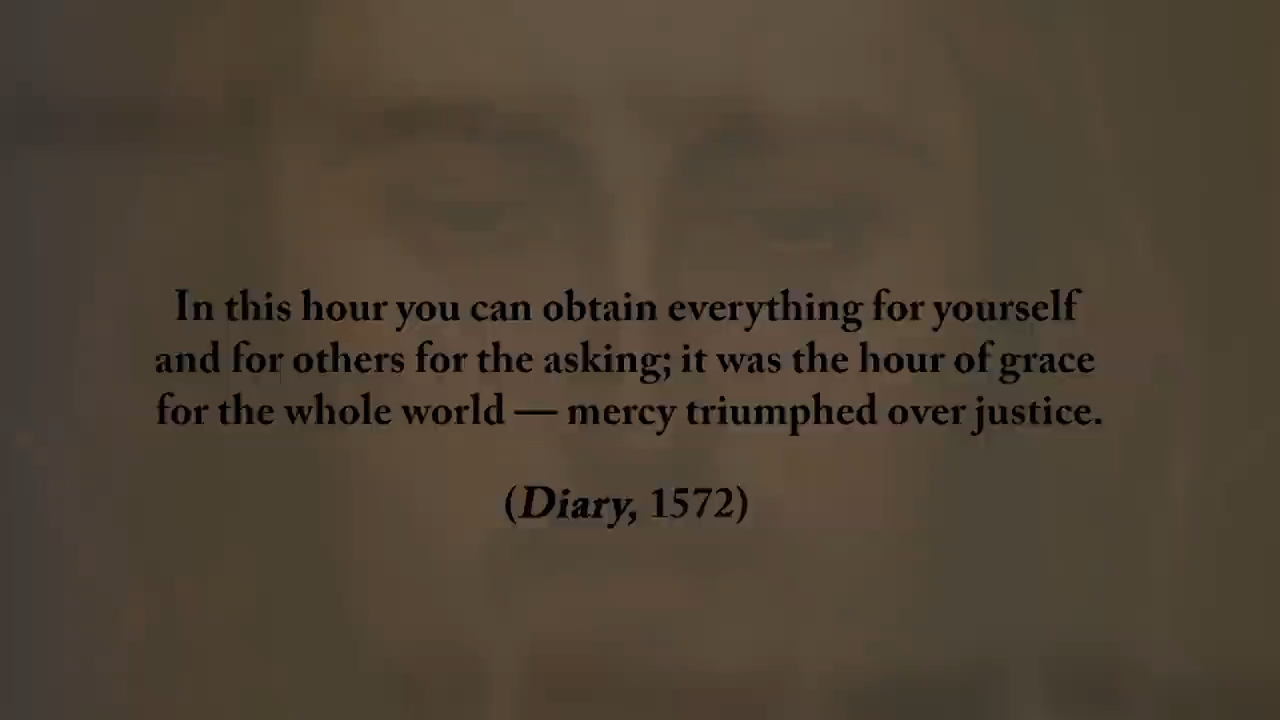 In this hour you can obtain everything for yourself
and for others for the asking; it was the hour of grace
for the whole world — mercy triumphed over justice.
(Diary, 1572)